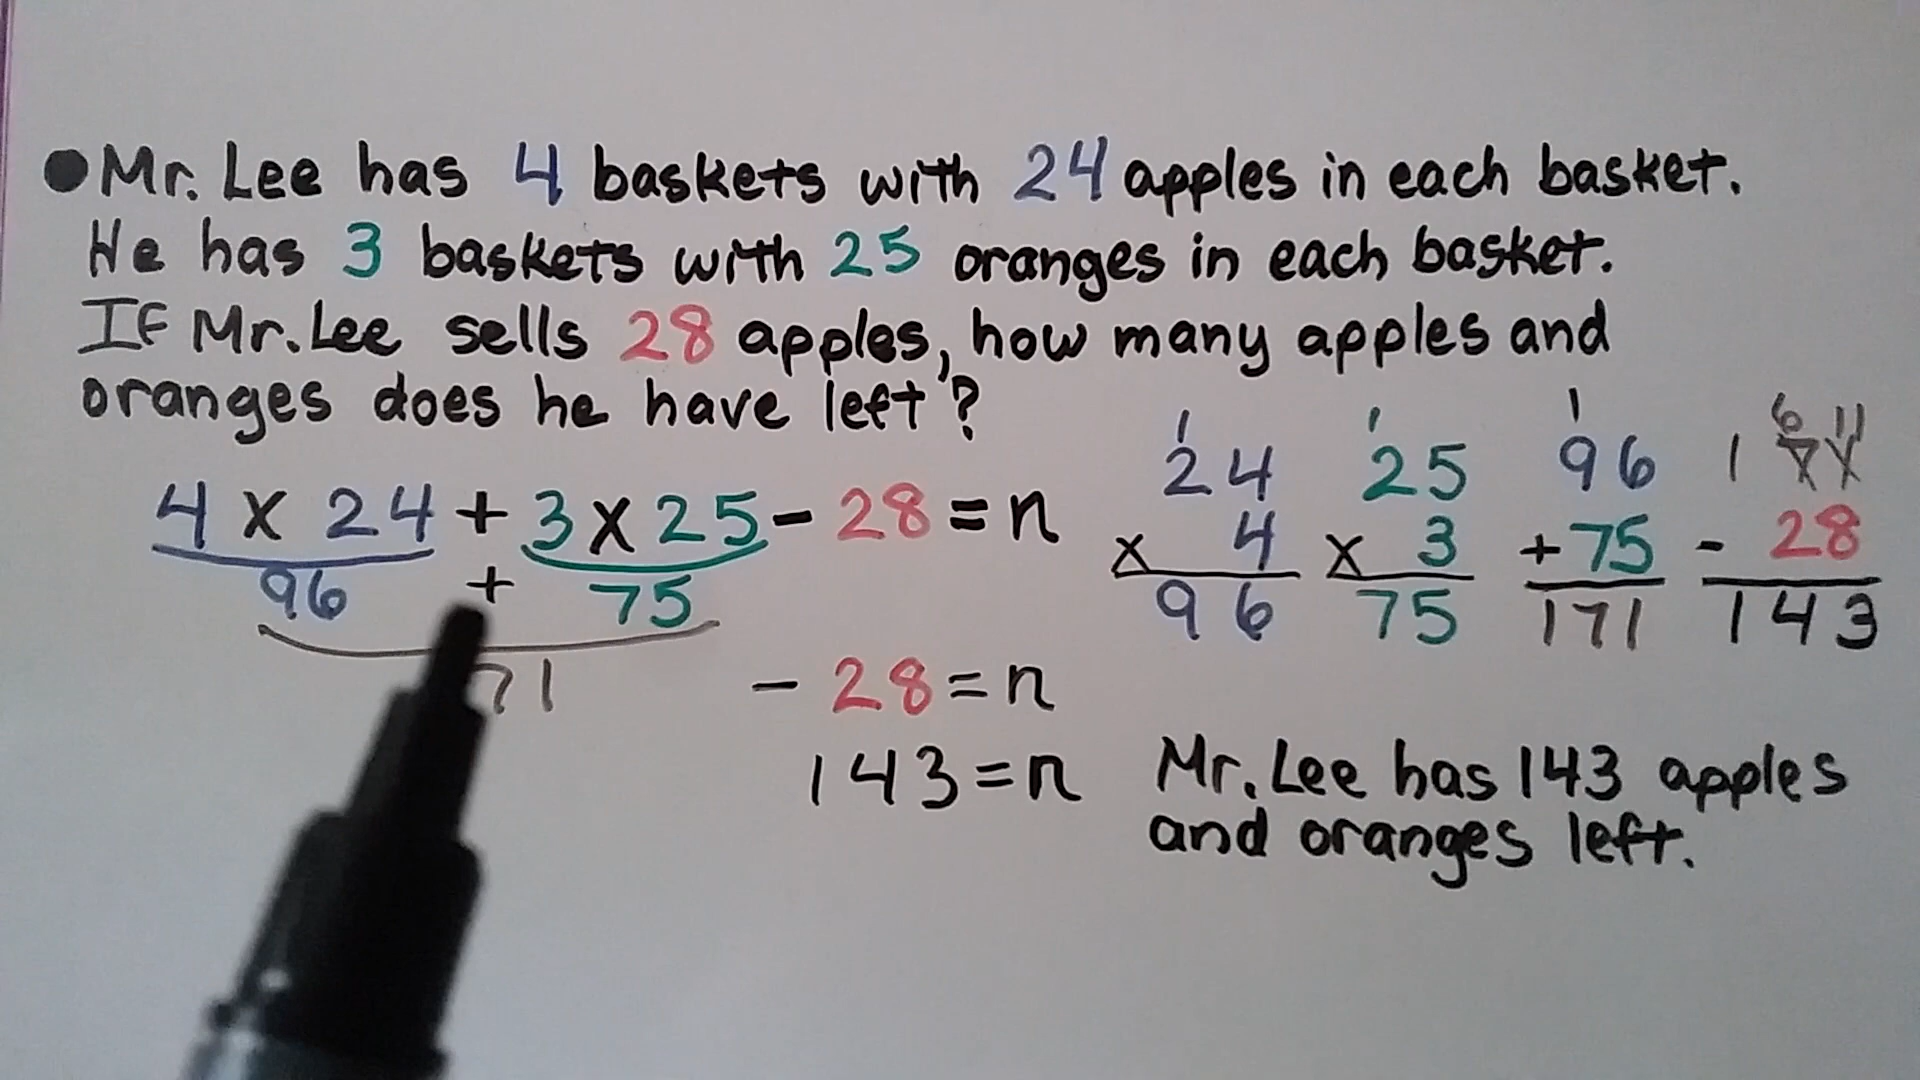 Mr. Lee has 4 baskets with 24 apples in each basket.
He has 3 baskets with 25 oranges in each basket.
If Mr. Lee sells 28 apples, how many apples and
oranges does he have left?
4 x 24 + 3 x 25 - 28 = n
96 + 75
71 - 28 = n
143 = n
1
24
x 4
96
1
25
x 3
75
1
96
+75
171
6 11
1 7 1
- 28
143
Mr. Lee has 143 apples
and oranges left.